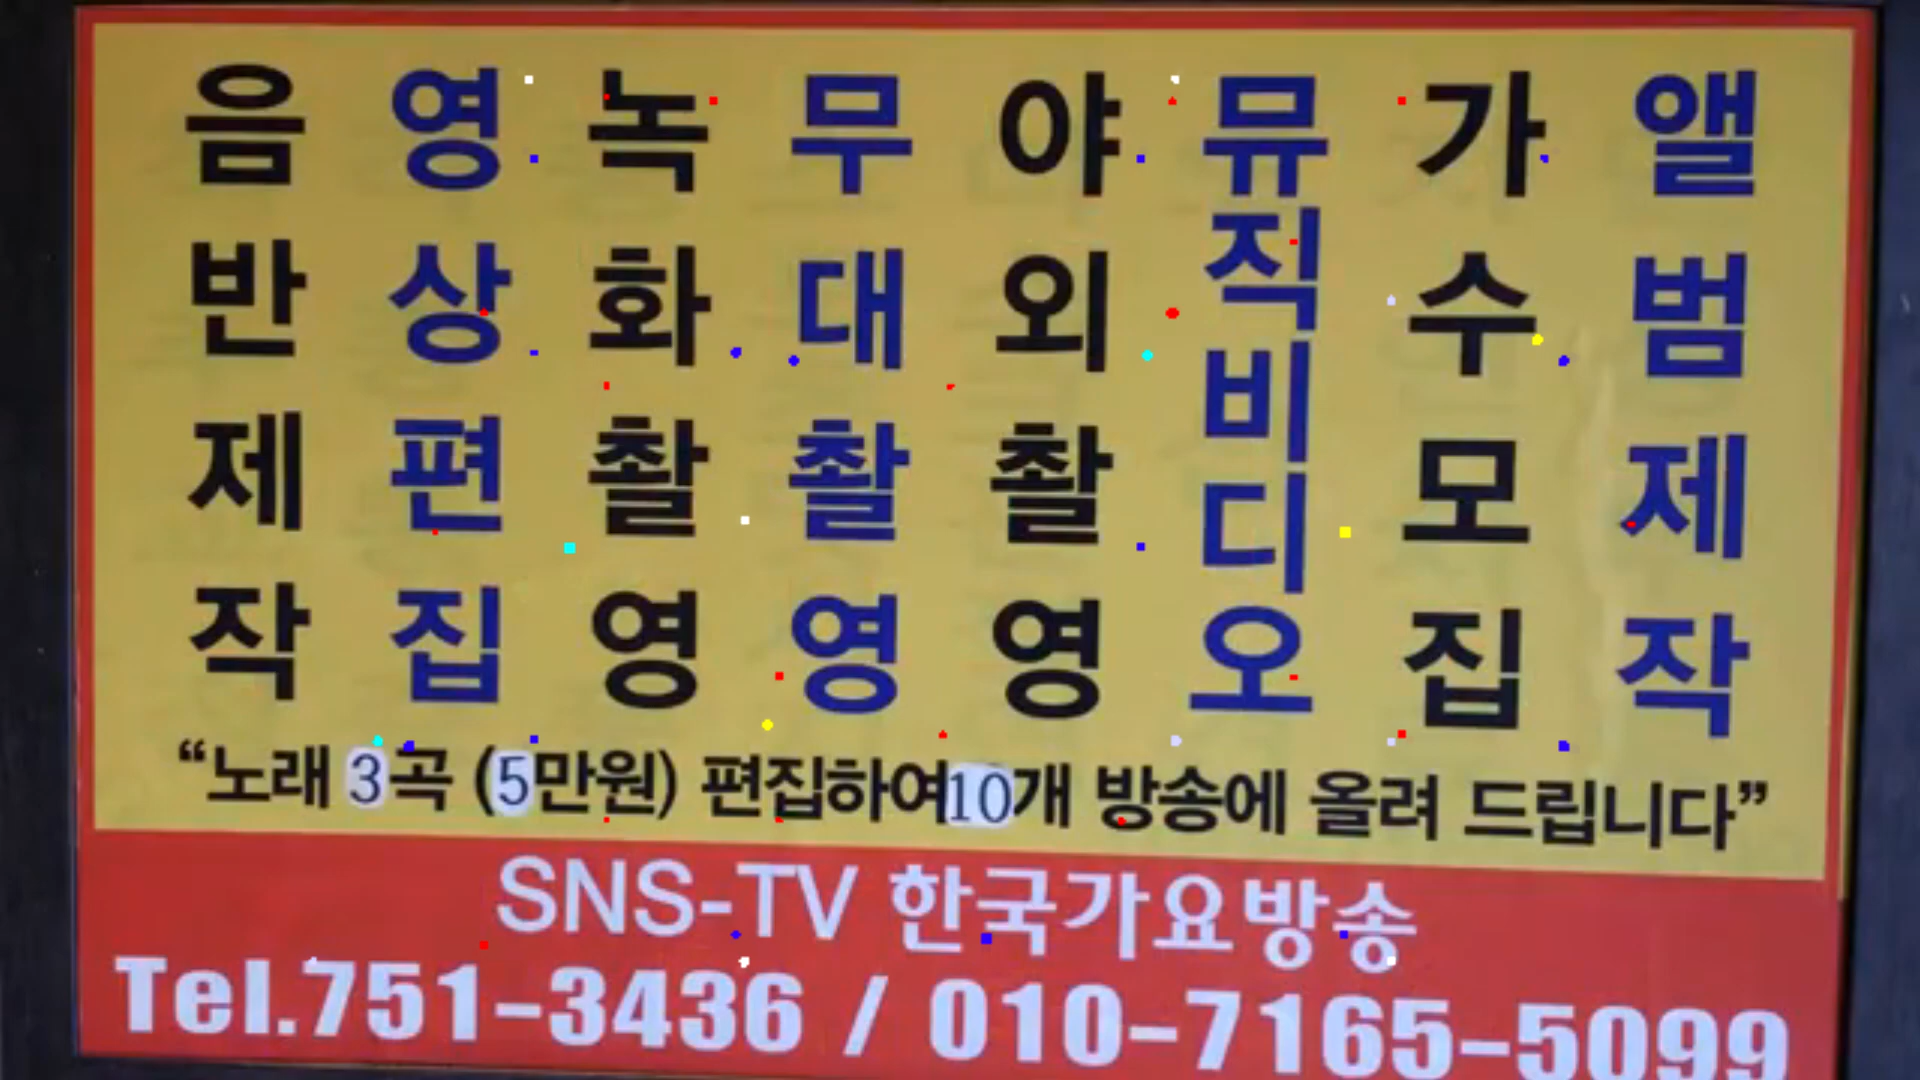 음반제작
영상편집
녹화촬영
무대촬영
야외촬영
뮤직비디오
가수모집
앨범제작
“노래 3곡 (5만원) 편집하여10개 방송에 올려 드립니다”
SNS-TV 한국가요방송
Tel.751-3436 / 010-7165-5099